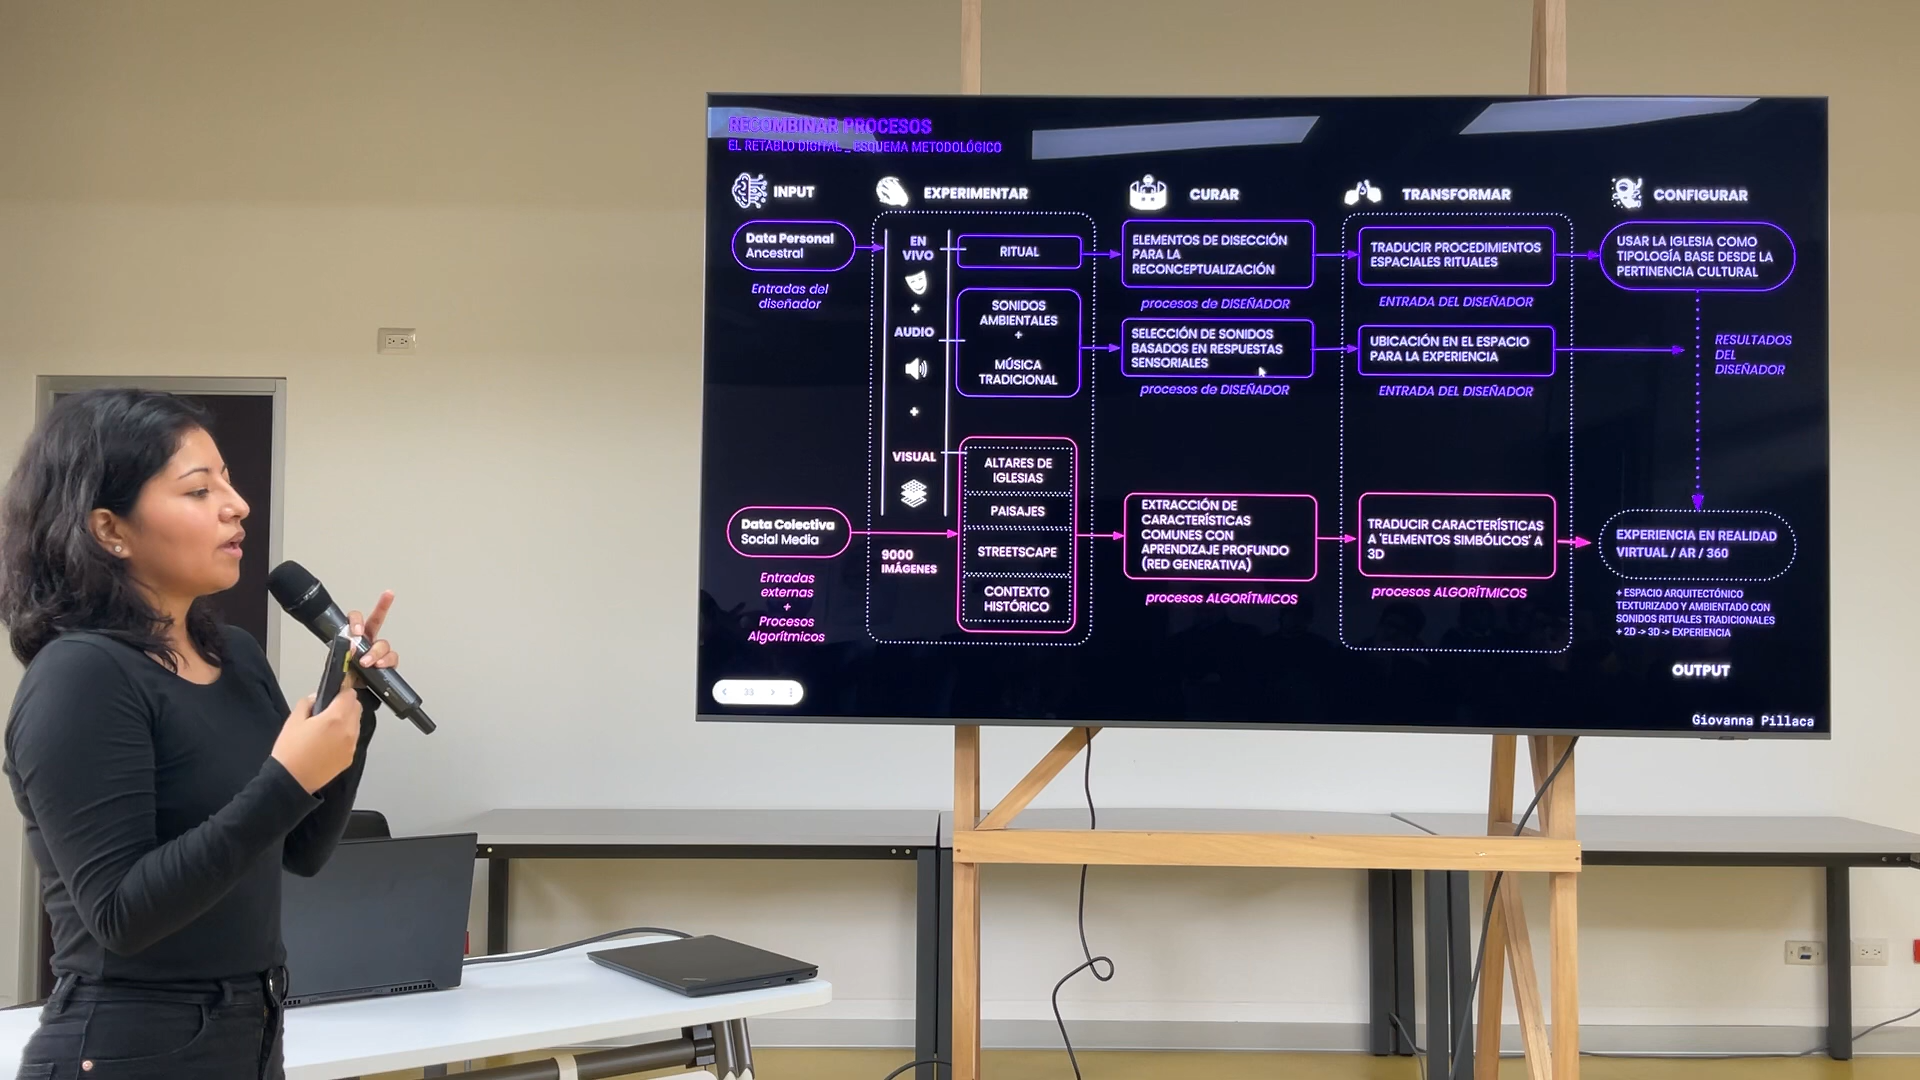 RECOMBINAR PROCESOS
EL RETABLO DIGITAL_ESQUEMA METODOLÓGICO
INPUT
EXPERIMENTAR
CURAR
TRANSFORMAR
CONFIGURAR
Data Personal
Ancestral
Entradas del
diseñador
EN
VIVO
+
AUDIO
+
VISUAL
RITUAL
SONIDOS
AMBIENTALES
+
MÚSICA
TRADICIONAL
ELEMENTOS DE DISECCIÓN
PARA LA
RECONCEPTUALIZACIÓN
procesos de DISEÑADOR
SELECCIÓN DE SONIDOS
BASADOS EN RESPUESTAS
SENSORIALES
procesos de DISEÑADOR
TRADUCIR PROCEDIMIENTOS
ESPACIALES RITUALES
ENTRADA DEL DISEÑADOR
UBICACIÓN EN EL ESPACIO
PARA LA EXPERIENCIA
ENTRADA DEL DISEÑADOR
USAR LA IGLESIA COMO
TIPOLOGÍA BASE DESDE LA
PERTINENCIA CULTURAL
RESULTADOS
DEL
DISEÑADOR
Data Colectiva
Social Media
Entradas
externas
+
Procesos
Algorítmicos
9000
IMÁGENES
ALTARES DE
IGLESIAS
PAISAJES
STREETSCAPE
CONTEXTO
HISTÓRICO
EXTRACCIÓN DE
CARACTERÍSTICAS
COMUNES CON
APRENDIZAJE PROFUNDO
(RED GENERATIVA)
procesos ALGORÍTMICOS
TRADUCIR CARACTERÍSTICAS
A 'ELEMENTOS SIMBÓLICOS' A
3D
procesos ALGORÍTMICOS
EXPERIENCIA EN REALIDAD
VIRTUAL / AR / 360
+ ESPACIO ARQUITECTÓNICO
TEXTURIZADO Y AMBIENTADO CON
SONIDOS RITUALES TRADICIONALES
+ 2D -> 3D -> EXPERIENCIA
OUTPUT
33
Giovanna Pillaca